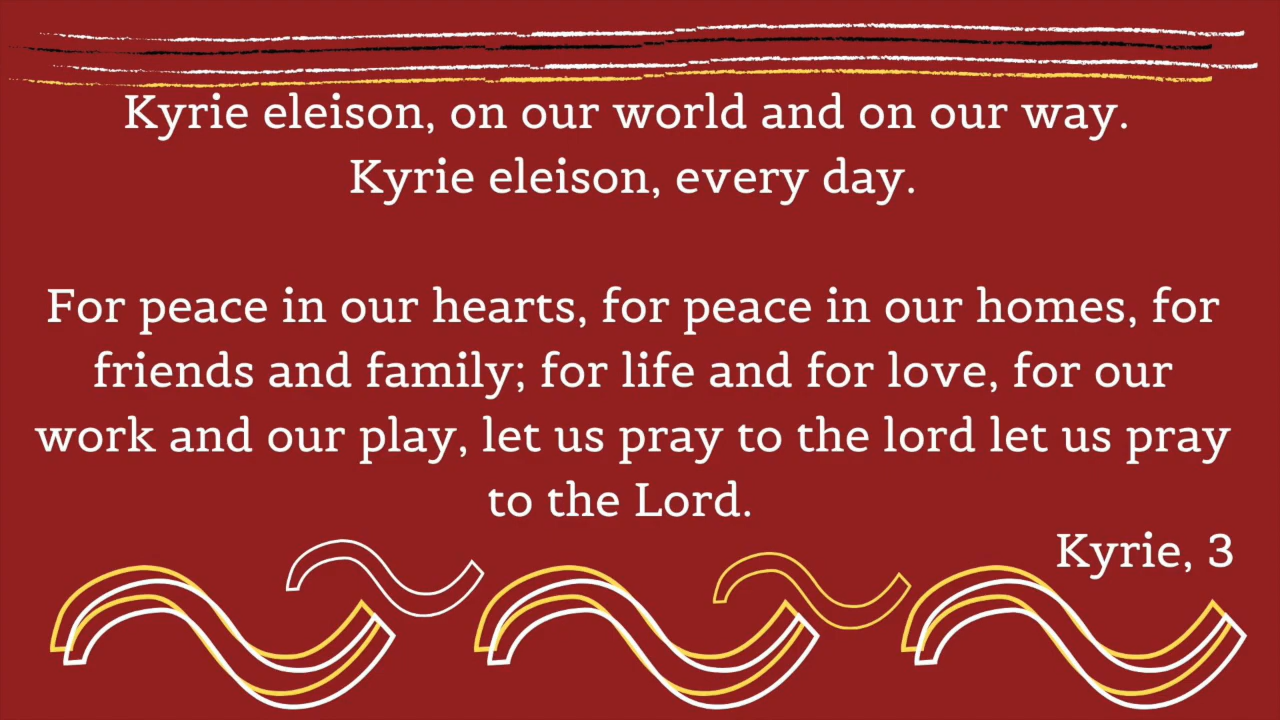 Kyrie eleison, on our world and on our way.
Kyrie eleison, every day.
For peace in our hearts, for peace in our homes, for
friends and family; for life and for love, for our
work and our play, let us pray to the lord let us pray
to the Lord.
Kyrie, 3